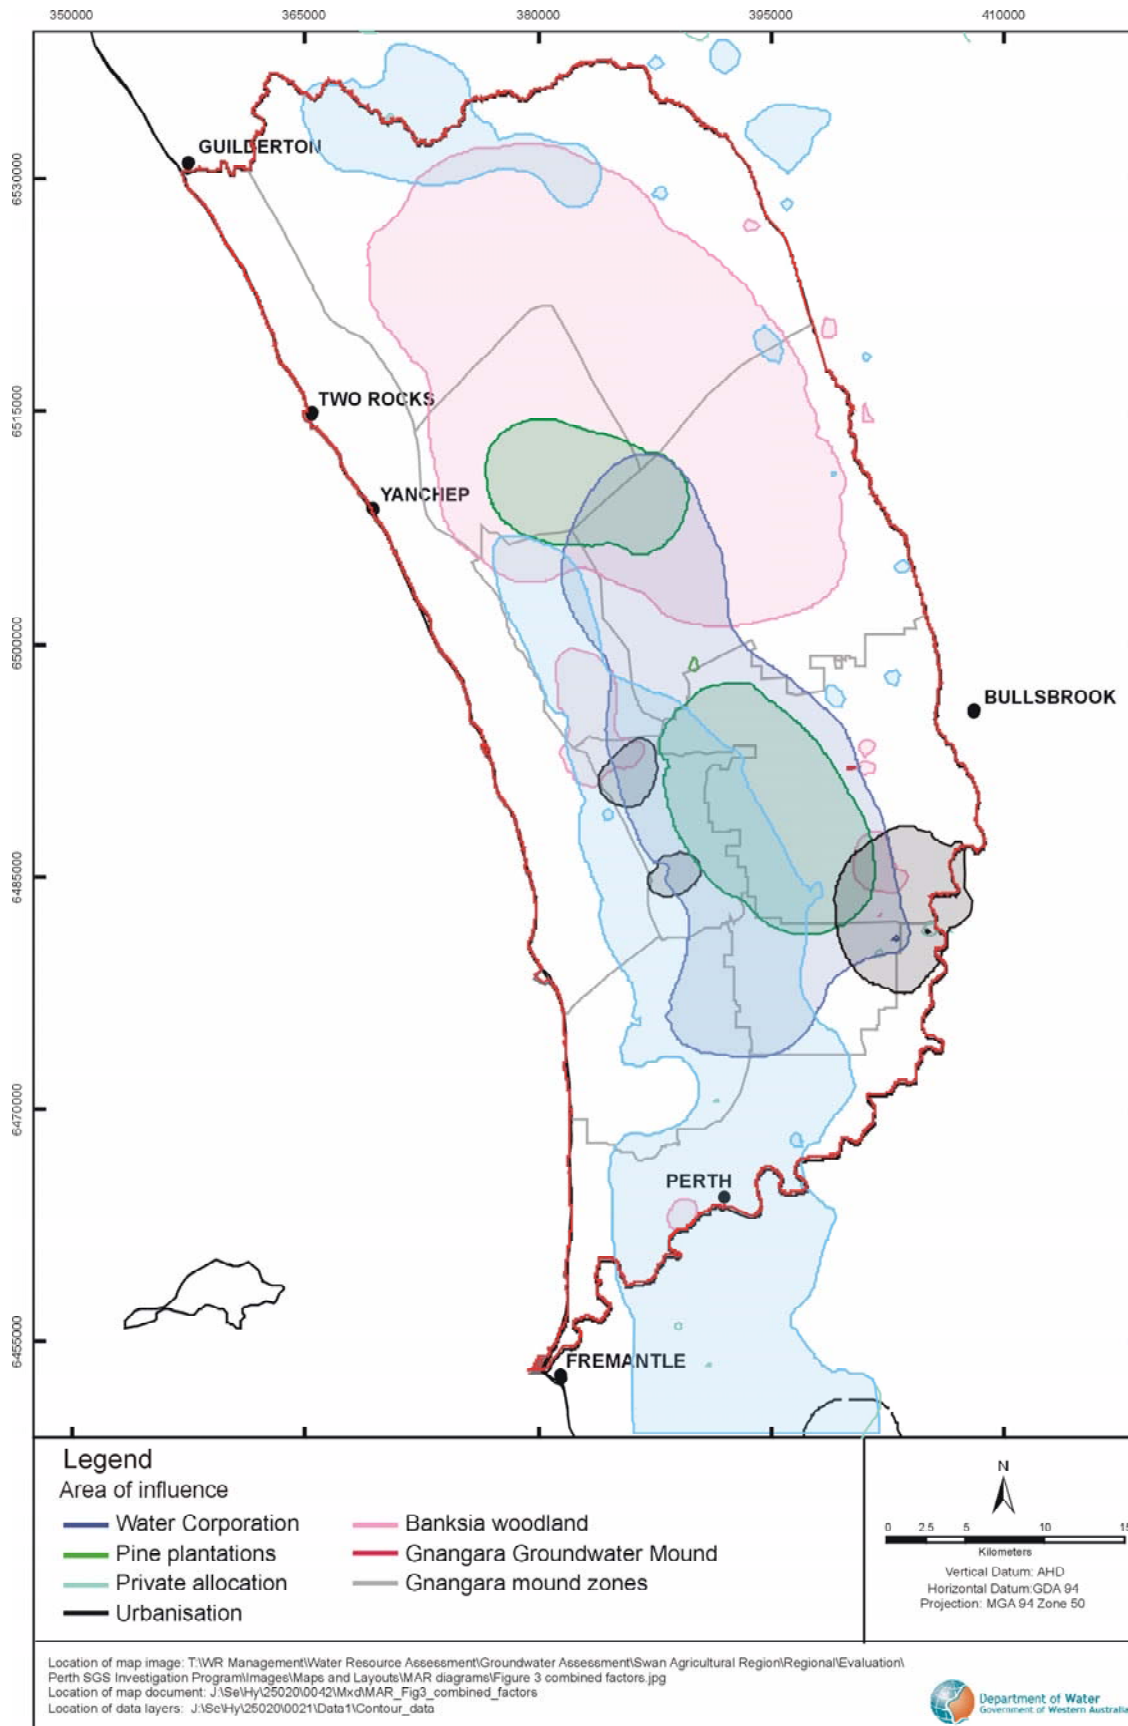 350000 365000 380000 395000 410000
6530000
6515000
6500000
6485000
6470000
6455000
GUILDERTON
TWO ROCKS
YANCHEP
BULLSBROOK
PERTH
FREMANTLE
Legend
Area of influence
Water Corporation
Pine plantations
Private allocation
Urbanisation
Banksia woodland
Gnangara Groundwater Mound
Gnangara mound zones
N
0 2.5 5 10 15
Kilometers
Vertical Datum: AHD
Horizontal Datum:GDA 94
Projection: MGA 94 Zone 50
Location of map image: T:\WR Management\Water Resource Assessment\Groundwater Assessment\Swan Agricultural Region\Regional\Evaluation\
Perth SGS Investigation Program\Images\Maps and Layouts\MAR diagrams\Figure 3 combined factors.jpg
Location of map document: J:\Se\Hy\25020\0042\Mxd\MAR_Fig3_combined_factors
Location of data layers: J:\Sc\Hy\25020\0021\Data1\Contour_data
Department of Water
Government of Western Australia